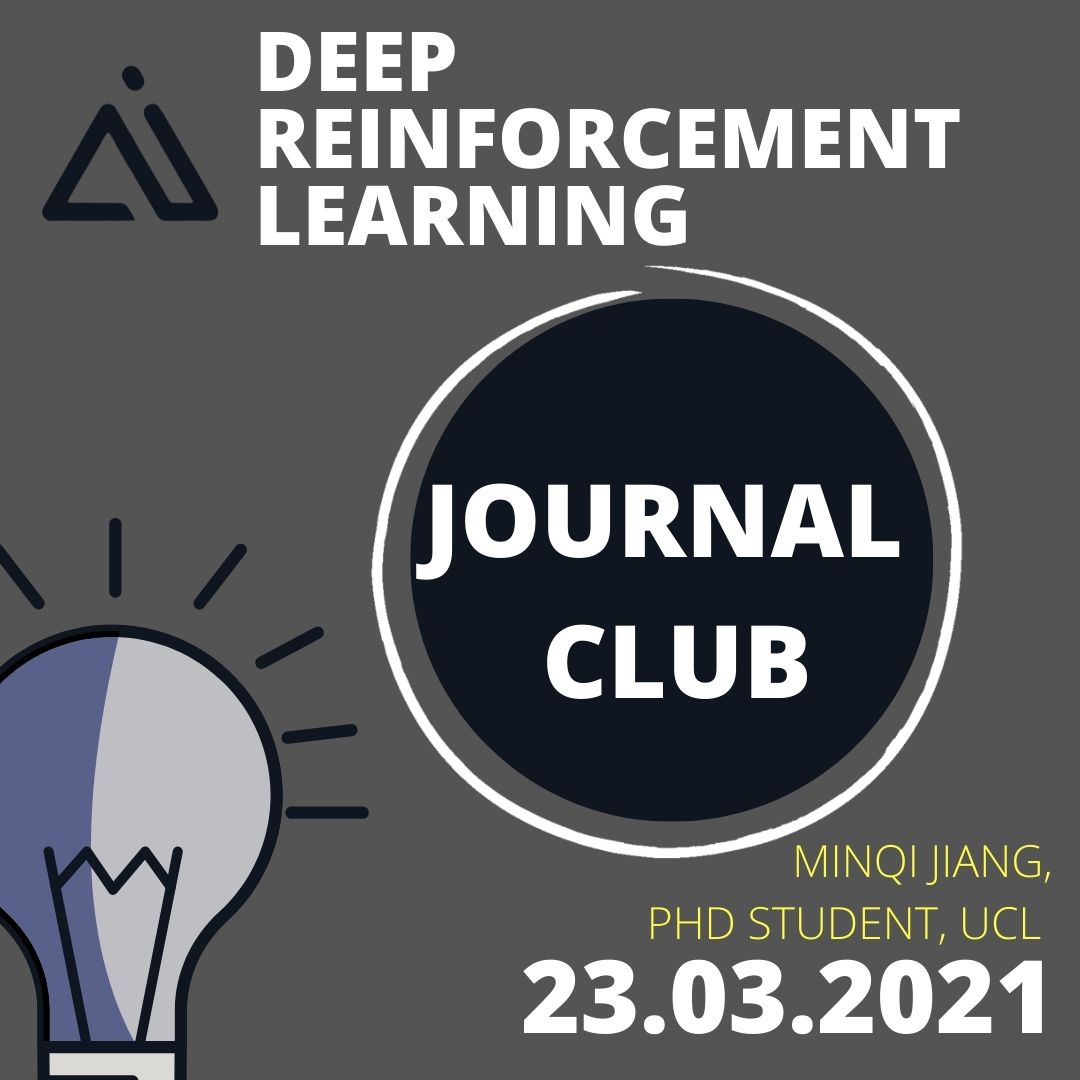 DEEP
REINFORCEMENT
LEARNING
JOURNAL
CLUB
MINQI JIANG,
PHD STUDENT, UCL
23.03.2021